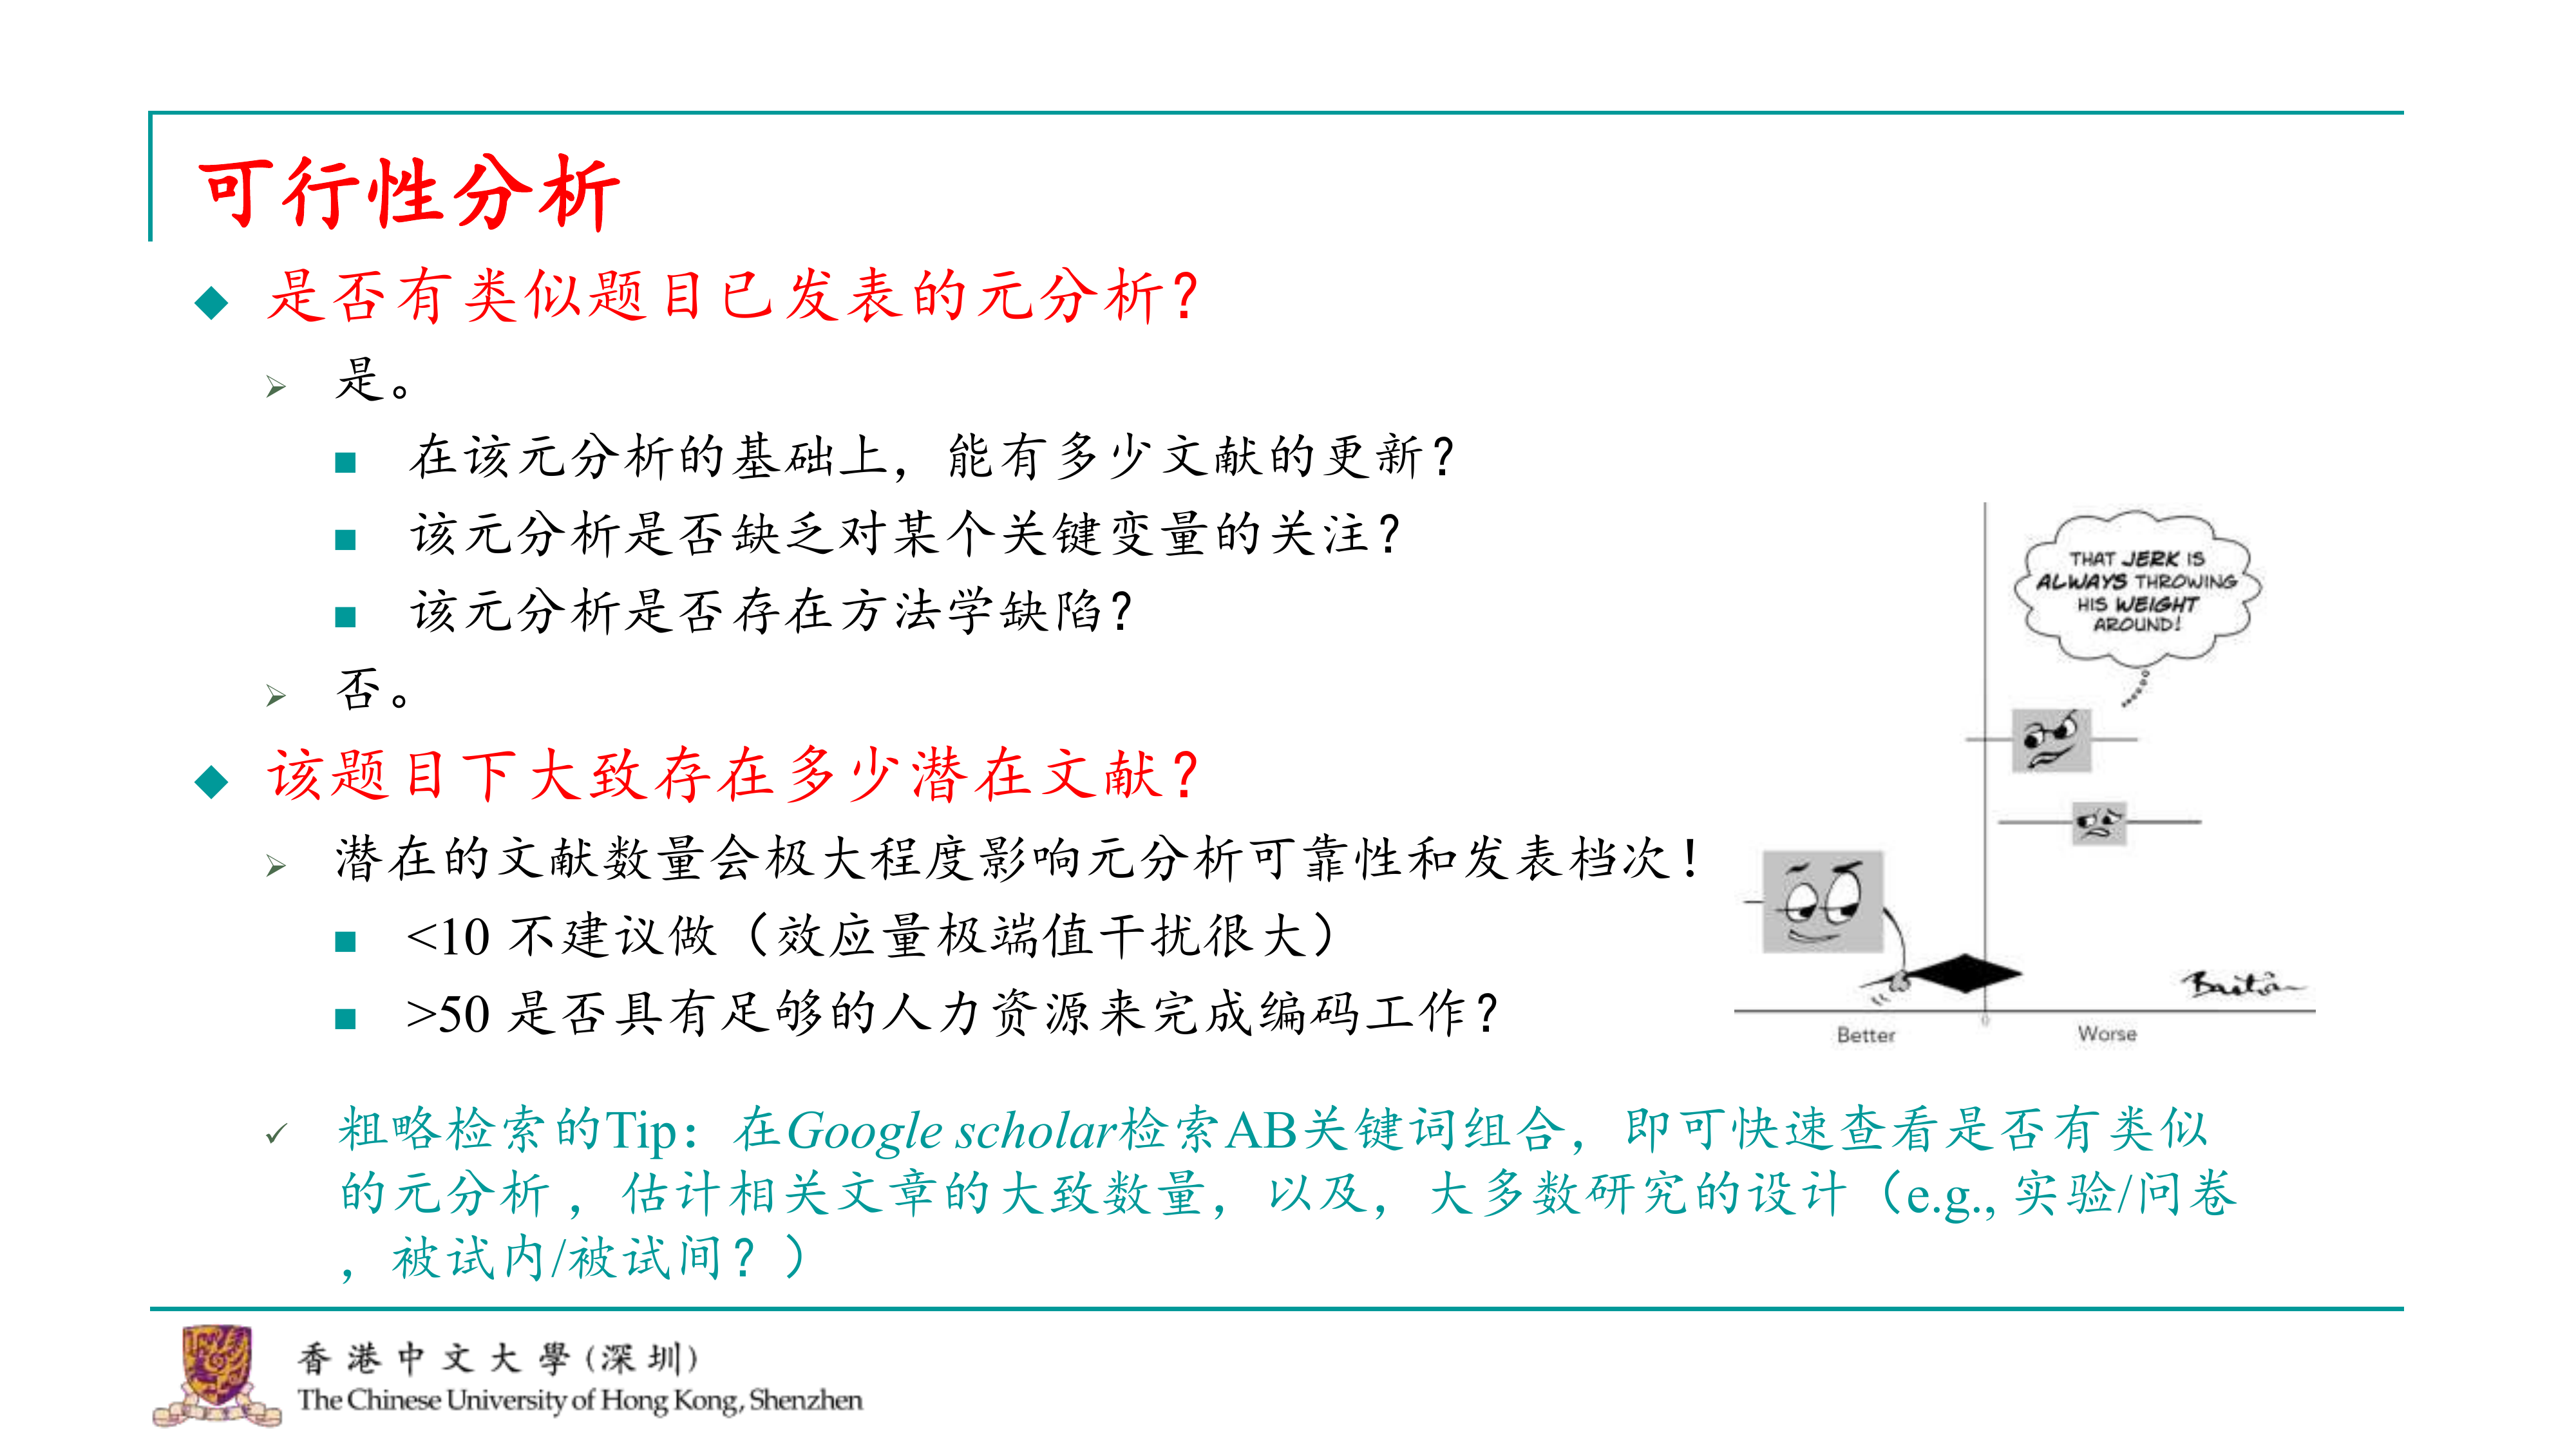 可行性分析
是否有类似题目已发表的元分析？
是。
在该元分析的基础上，能有多少文献的更新？
该元分析是否缺乏对某个关键变量的关注？
该元分析是否存在方法学缺陷？
否。
该题目下大致存在多少潜在文献？
潜在的文献数量会极大程度影响元分析可靠性和发表档次！
<10 不建议做（效应量极端值干扰很大）
>50 是否具有足够的人力资源来完成编码工作？
THAT JERK IS
ALWAYS THROWING
HIS WEIGHT
AROUND!
Bastian
0
Better
Worse
粗略检索的Tip：在Google scholar检索AB关键词组合，即可快速查看是否有类似
的元分析，估计相关文章的大致数量，以及，大多数研究的设计（e.g., 实验/问卷
，被试内/被试间？）
香港中文大學(深圳)
The Chinese University of Hong Kong, Shenzhen